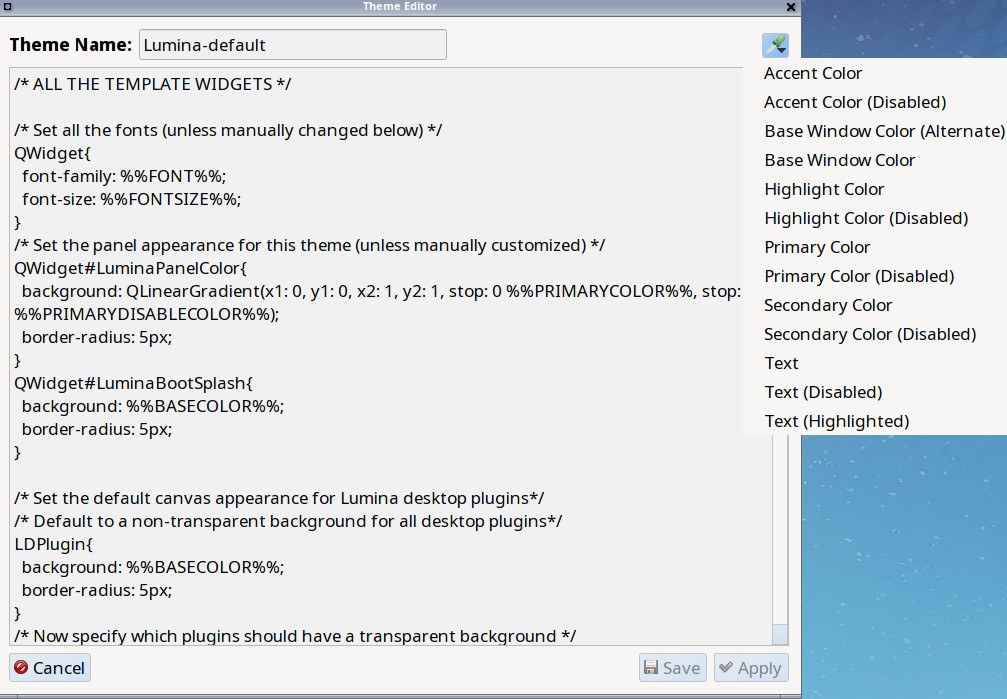 Theme Editor
Theme Name: Lumina-default
/* ALL THE TEMPLATE WIDGETS */
/* Set all the fonts (unless manually changed below) */
QWidget{
font-family: %%FONT%%;
font-size: %%FONTSIZE%%;
}
/* Set the panel appearance for this theme (unless manually customized) */
QWidget#LuminaPanelColor{
background: QLinearGradient(x1: 0, y1: 0, x2: 1, y2: 1, stop: 0 %%PRIMARYCOLOR%%, stop:
%%PRIMARYDISABLECOLOR%%);
border-radius: 5px;
}
QWidget#LuminaBootSplash{
background: %%BASECOLOR%%;
border-radius: 5px;
}
/* Set the default canvas appearance for Lumina desktop plugins*/
/* Default to a non-transparent background for all desktop plugins*/
LDPlugin{
background: %%BASECOLOR%%;
border-radius: 5px;
}
/* Now specify which plugins should have a transparent background */
Accent Color
Accent Color (Disabled)
Base Window Color (Alternate)
Base Window Color
Highlight Color
Highlight Color (Disabled)
Primary Color
Primary Color (Disabled)
Secondary Color
Secondary Color (Disabled)
Text
Text (Disabled)
Text (Highlighted)
Cancel
Save
Apply